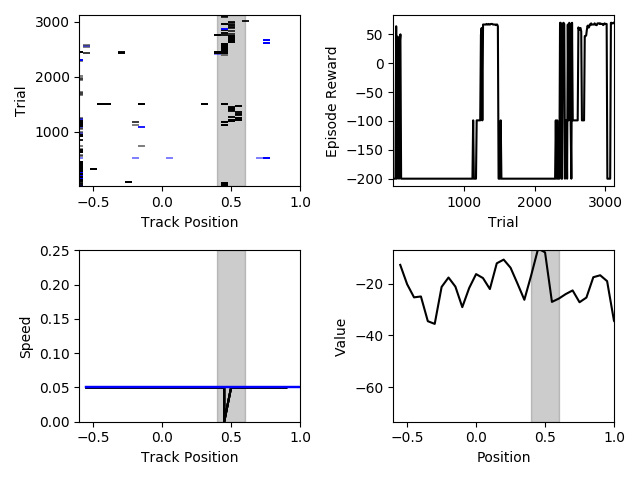 3000
2000
1000
Trial
−0.5 0.0 0.5 1.0
Track Position
50
0
−50
−100
−150
−200
Episode Reward
1000 2000 3000
Trial
0.25
0.20
0.15
0.10
0.05
0.00
Speed
−0.5 0.0 0.5 1.0
Track Position
−20
−40
−60
Value
−0.5 0.0 0.5 1.0
Position